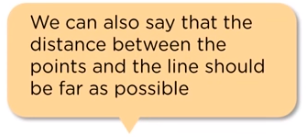 We can also say that the
distance between the
points and the line should
be far as possible